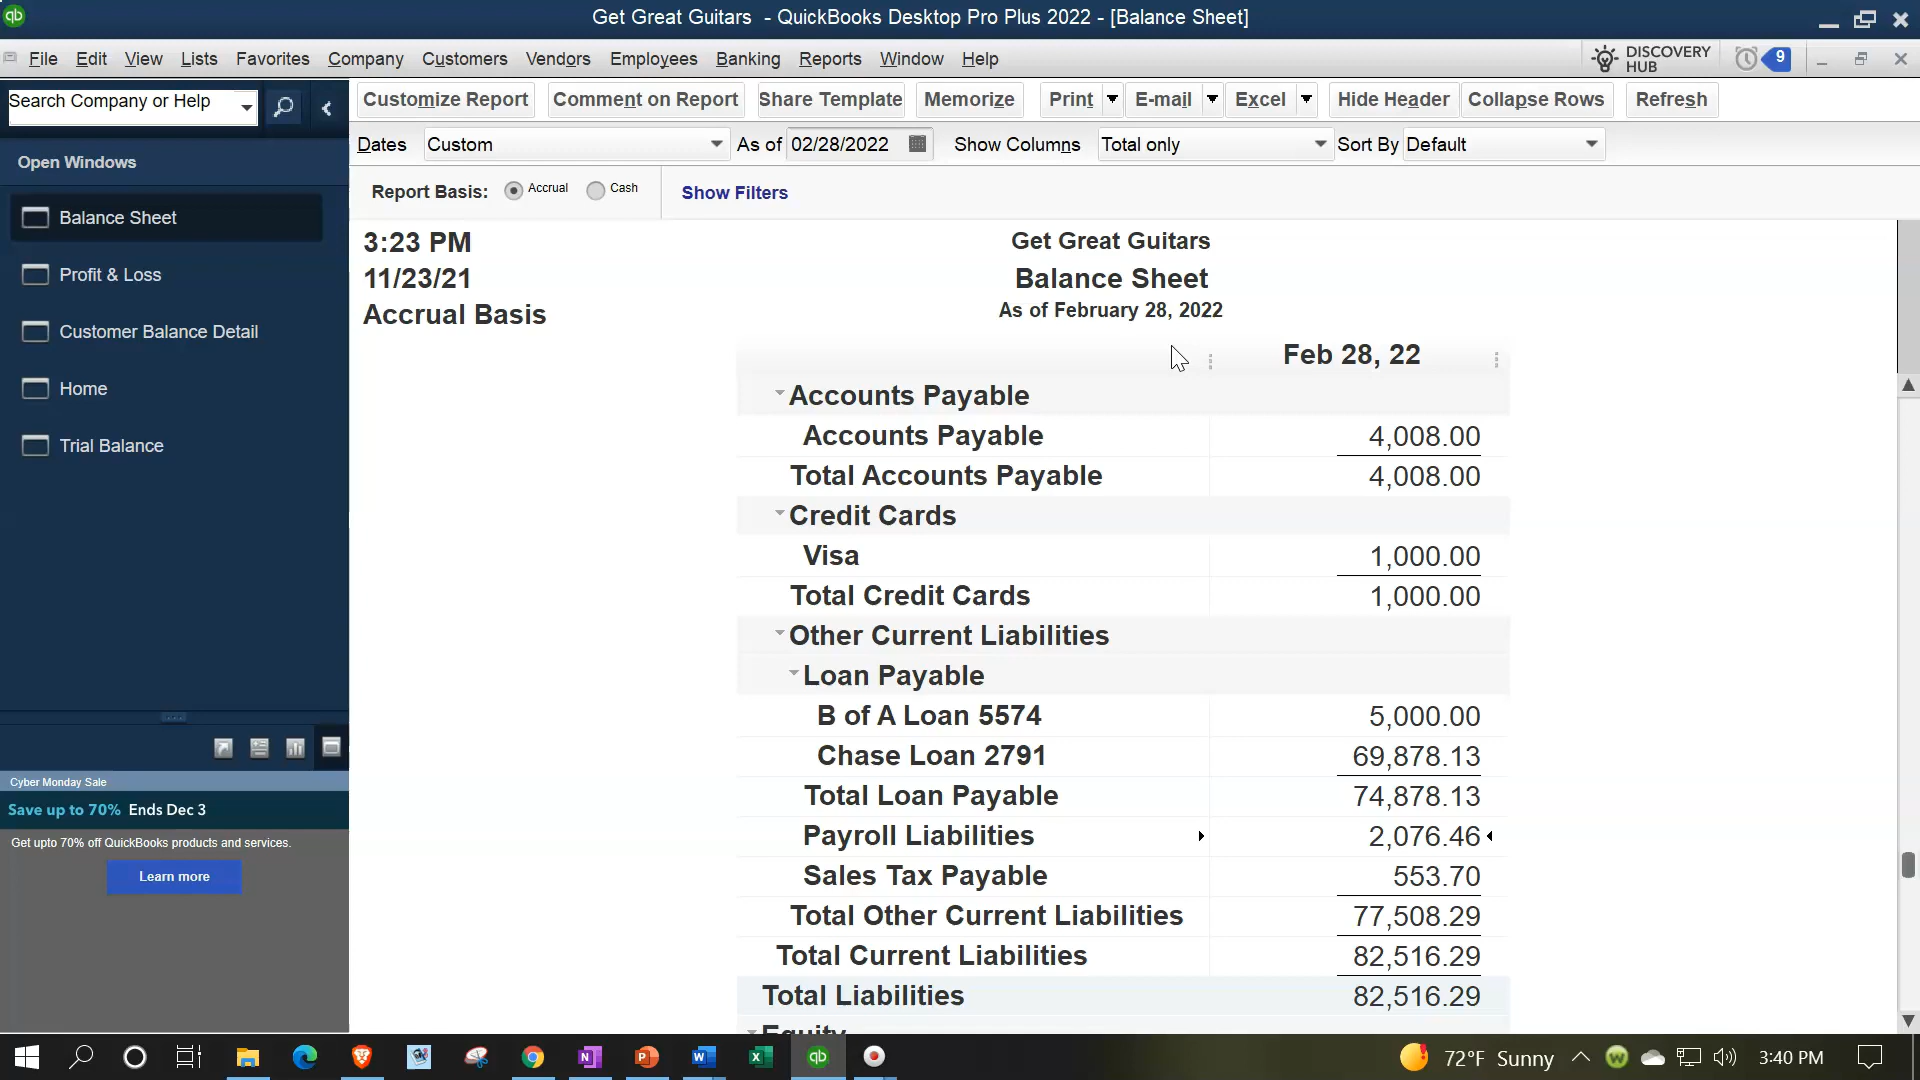 Get Great Guitars - QuickBooks Desktop Pro Plus 2022 - [Balance Sheet]
File Edit View Lists Favorites Company Customers Vendors Employees Banking Reports Window Help
DISCOVERY HUB 9
Search Company or Help
Customize Report Comment on Report Share Template Memorize Print E-mail Excel Hide Header Collapse Rows Refresh
Dates Custom As of 02/28/2022 Show Columns Total only Sort By Default
Open Windows
Report Basis: Accrual Cash Show Filters
Balance Sheet
Profit & Loss
Customer Balance Detail
Home
Trial Balance
Cyber Monday Sale
Save up to 70% Ends Dec 3
Get upto 70% off QuickBooks products and services.
Learn more
3:23 PM
11/23/21
Accrual Basis
Get Great Guitars
Balance Sheet
As of February 28, 2022
Feb 28, 22
Accounts Payable
Accounts Payable 4,008.00
Total Accounts Payable 4,008.00
Credit Cards
Visa 1,000.00
Total Credit Cards 1,000.00
Other Current Liabilities
Loan Payable
B of A Loan 5574 5,000.00
Chase Loan 2791 69,878.13
Total Loan Payable 74,878.13
Payroll Liabilities 2,076.46
Sales Tax Payable 553.70
Total Other Current Liabilities 77,508.29
Total Current Liabilities 82,516.29
Total Liabilities 82,516.29
Equity
72°F Sunny 3:40 PM